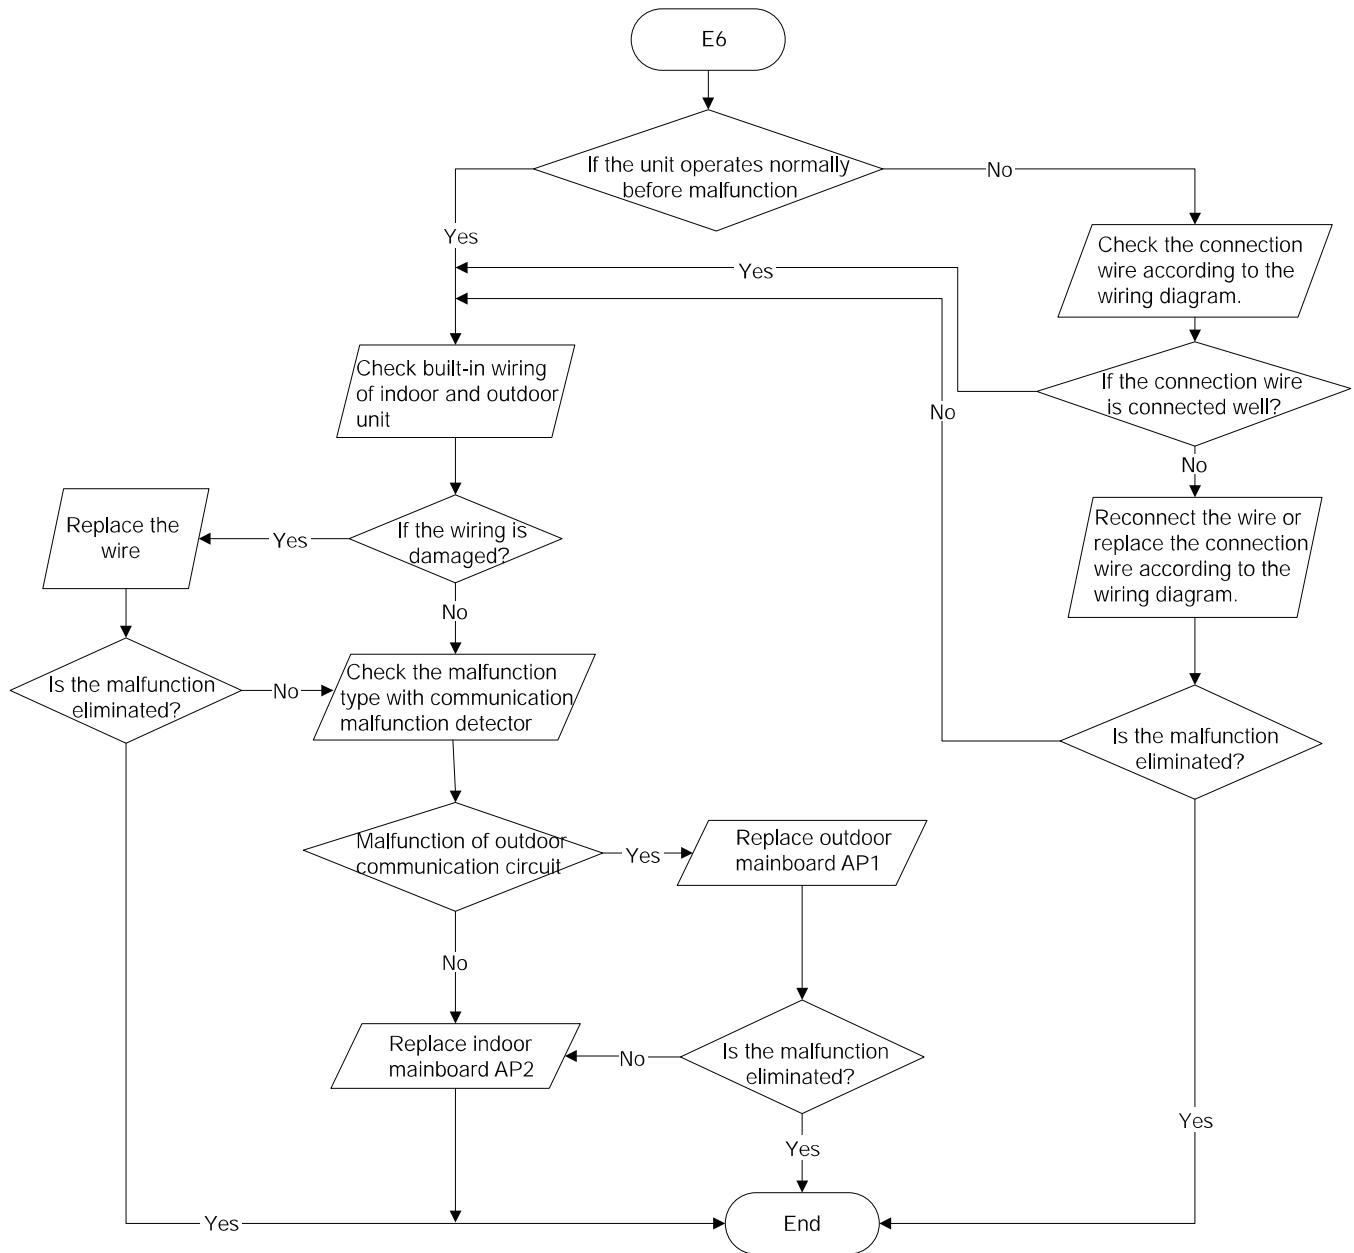 E6
If the unit operates normally
before malfunction
No
Yes
Check the connection
wire according to the
wiring diagram.
Yes
Check built-in wiring
of indoor and outdoor
unit
If the connection wire
is connected well?
No
No
Replace the
wire
Yes
If the wiring is
damaged?
Reconnect the wire or
replace the connection
wire according to the
wiring diagram.
No
Is the malfunction
eliminated?
No
Check the malfunction
type with communication
malfunction detector
Is the malfunction
eliminated?
Malfunction of outdoor
communication circuit
Yes
Replace outdoor
mainboard AP1
No
Replace indoor
mainboard AP2
No
Is the malfunction
eliminated?
Yes
Yes
Yes
End